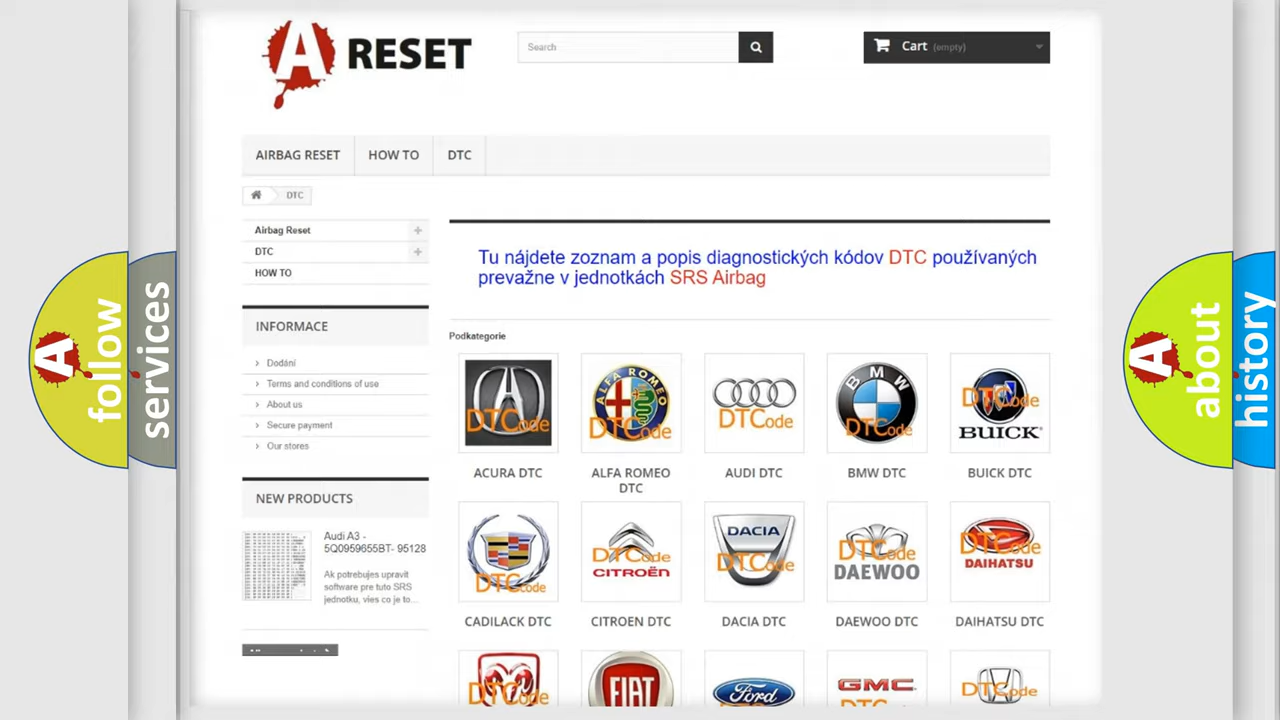 A RESET
Search
Cart (empty)
AIRBAG RESET
HOW TO
DTC
DTC
Airbag Reset
DTC
HOW TO
Tu nájdete zoznam a popis diagnostických kódov DTC používaných
prevažne v jednotkách SRS Airbag
INFORMACE
Dodání
Terms and conditions of use
About us
Secure payment
Our stores
NEW PRODUCTS
Audi A3 -
5Q0959655BT- 95128
Ak potrebujes upravit
software pre tuto SRS
jednotku, vies co je to...
Podkategorie
DTCode
ALFA ROMEO
DTCode
DTCode
BMW
DTCode
DTCode
BUICK
ACURA DTC
ALFA ROMEO
DTC
AUDI DTC
BMW DTC
BUICK DTC
DTCode
DTCode
CITROËN
DACIA
DTCode
DTCode
DAEWOO
DTCode
DAIHATSU
CADILACK DTC
CITROEN DTC
DACIA DTC
DAEWOO DTC
DAIHATSU DTC
DTCode
FIAT
Ford
GMC
DTCode
A follow
services
A about
history